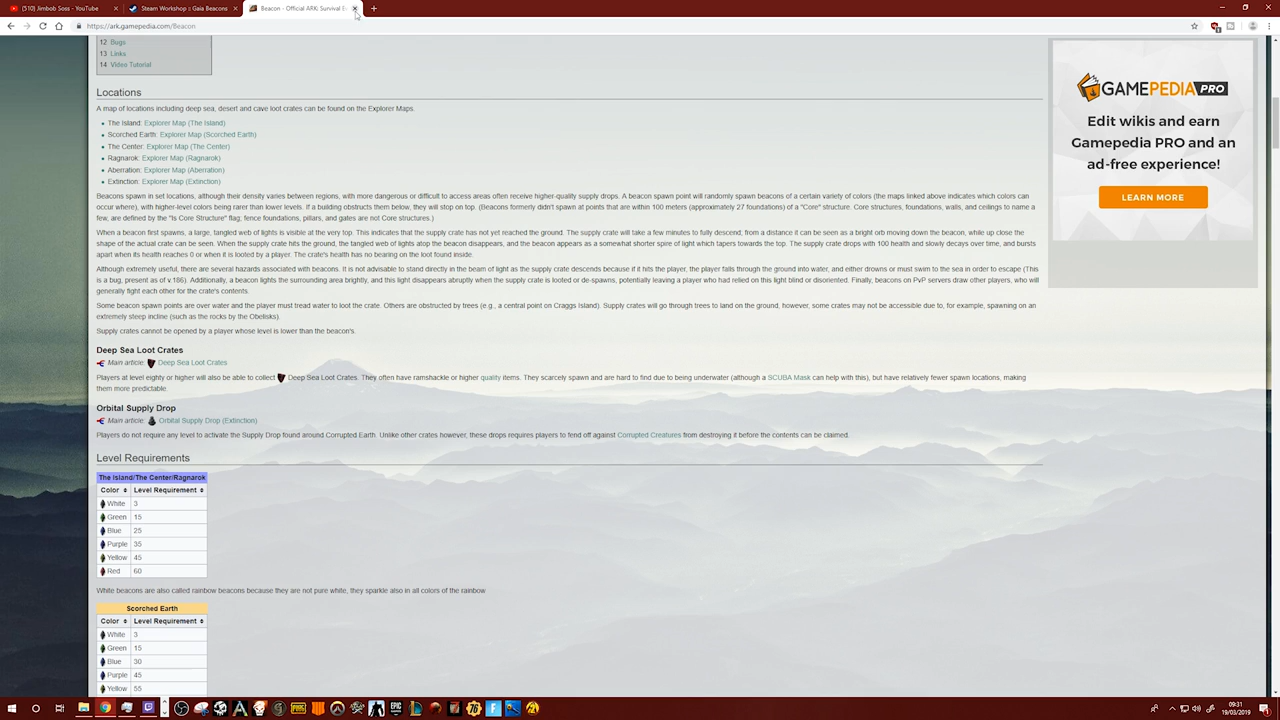 [510] Jimbob Soss - YouTube
Steam Workshop :: Gaia Beacons
Beacon - Official ARK: Survival E
https://ark.gamepedia.com/Beacon
12 Bugs
13 Links
14 Video Tutorial
Locations
A map of locations including deep sea, desert and cave loot crates can be found on the Explorer Maps.
The Island: Explorer Map (The Island)
Scorched Earth: Explorer Map (Scorched Earth)
The Center: Explorer Map (The Center)
Ragnarok: Explorer Map (Ragnarok)
Aberration: Explorer Map (Aberration)
Extinction: Explorer Map (Extinction)
Beacons spawn in set locations, although their density varies between regions, with more dangerous or difficult to access areas often receive higher-quality supply drops. A beacon spawn point will randomly spawn beacons of a certain variety of colors (the maps linked above indicates which colors can
occur where), with higher-level colors being rarer than lower levels. If a building obstructs them below, they will stop on top. (Beacons formerly didn't spawn at points that are within 100 meters (approximately 27 foundations) of a "Core" structure. Core structures, foundations, walls, and ceilings to name a
few, are defined by the "Is Core Structure" flag; fence foundations, pillars, and gates are not Core structures.)
When a beacon first spawns, a large, tangled web of lights is visible at the very top. This indicates that the supply crate has not yet reached the ground. The supply crate will take a few minutes to fully descend; from a distance it can be seen as a bright orb moving down the beacon, while up close the
shape of the actual crate can be seen. When the supply crate hits the ground, the tangled web of lights atop the beacon disappears, and the beacon appears as a somewhat shorter spire of light which tapers towards the top. The supply crate drops with 100 health and slowly decays over time, and bursts
apart when its health reaches 0 or when it is looted by a player. The crate's health has no bearing on the loot found inside.
Although extremely useful, there are several hazards associated with beacons. It is not advisable to stand directly in the beam of light as the supply crate descends because if it hits the player, the player falls through the ground into water, and either drowns or must swim to the sea in order to escape (This
is a bug, present as of v.186). Additionally, a beacon lights the surrounding area brightly, and this light disappears abruptly when the supply crate is looted or de-spawns, potentially leaving a player who had relied on this light blind or disoriented. Finally, beacons on PvP servers draw other players, who will
generally fight each other for the crate's contents.
Some beacon spawn points are over water and the player must tread water to loot the crate. Others are obstructed by trees (e.g., a central point on Craggs Island). Supply crates will go through trees to land on the ground, however, some crates may not be accessible due to, for example, spawning on an
extremely steep incline (such as the rocks by the Obelisks).
Supply crates cannot be opened by a player whose level is lower than the beacon's.
Deep Sea Loot Crates
Main article: Deep Sea Loot Crates
Players at level eighty or higher will also be able to collect Deep Sea Loot Crates. They often have ramshackle or higher quality items. They scarcely spawn and are hard to find due to being underwater (although a SCUBA Mask can help with this), but have relatively fewer spawn locations, making
them more predictable.
Orbital Supply Drop
Main article: Orbital Supply Drop (Extinction)
Players do not require any level to activate the Supply Drop found around Corrupted Earth. Unlike other crates however, these drops requires players to fend off against Corrupted Creatures from destroying it before the contents can be claimed.
Level Requirements
The Island/The Center/Ragnarok
Color Level Requirement
White 3
Green 15
Blue 25
Purple 35
Yellow 45
Red 60
White beacons are also called rainbow beacons because they are not pure white, they sparkle also in all colors of the rainbow
Scorched Earth
Color Level Requirement
White 3
Green 15
Blue 30
Purple 45
Yellow 55
GAMEPEDIA PRO
Edit wikis and earn
Gamepedia PRO and an
ad-free experience!
LEARN MORE
09:31
19/03/2019